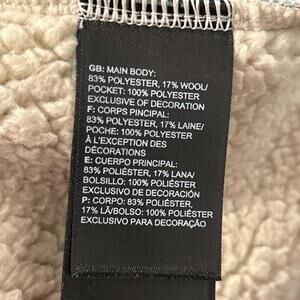 GB: MAIN BODY:
83% POLYESTER, 17% WOOL/
POCKET: 100% POLYESTER
EXCLUSIVE OF DECORATION
F: CORPS PINCIPAL:
83% POLYESTER, 17% LAINE/
POCHE: 100% POLYESTER
À L'EXCEPTION DES
DÉCORATIONS
E: CUERPO PRINCIPAL:
83% POLIÉSTER, 17% LANA/
BOLSILLO: 100% POLIÉSTER
EXCLUSIVO DE DECORACIÓN
P: CORPO: 83% POLIÉSTER,
17% LÃ/BOLSO: 100% POLIÉSTER
EXCLUSIVO PARA DECORAÇÃO